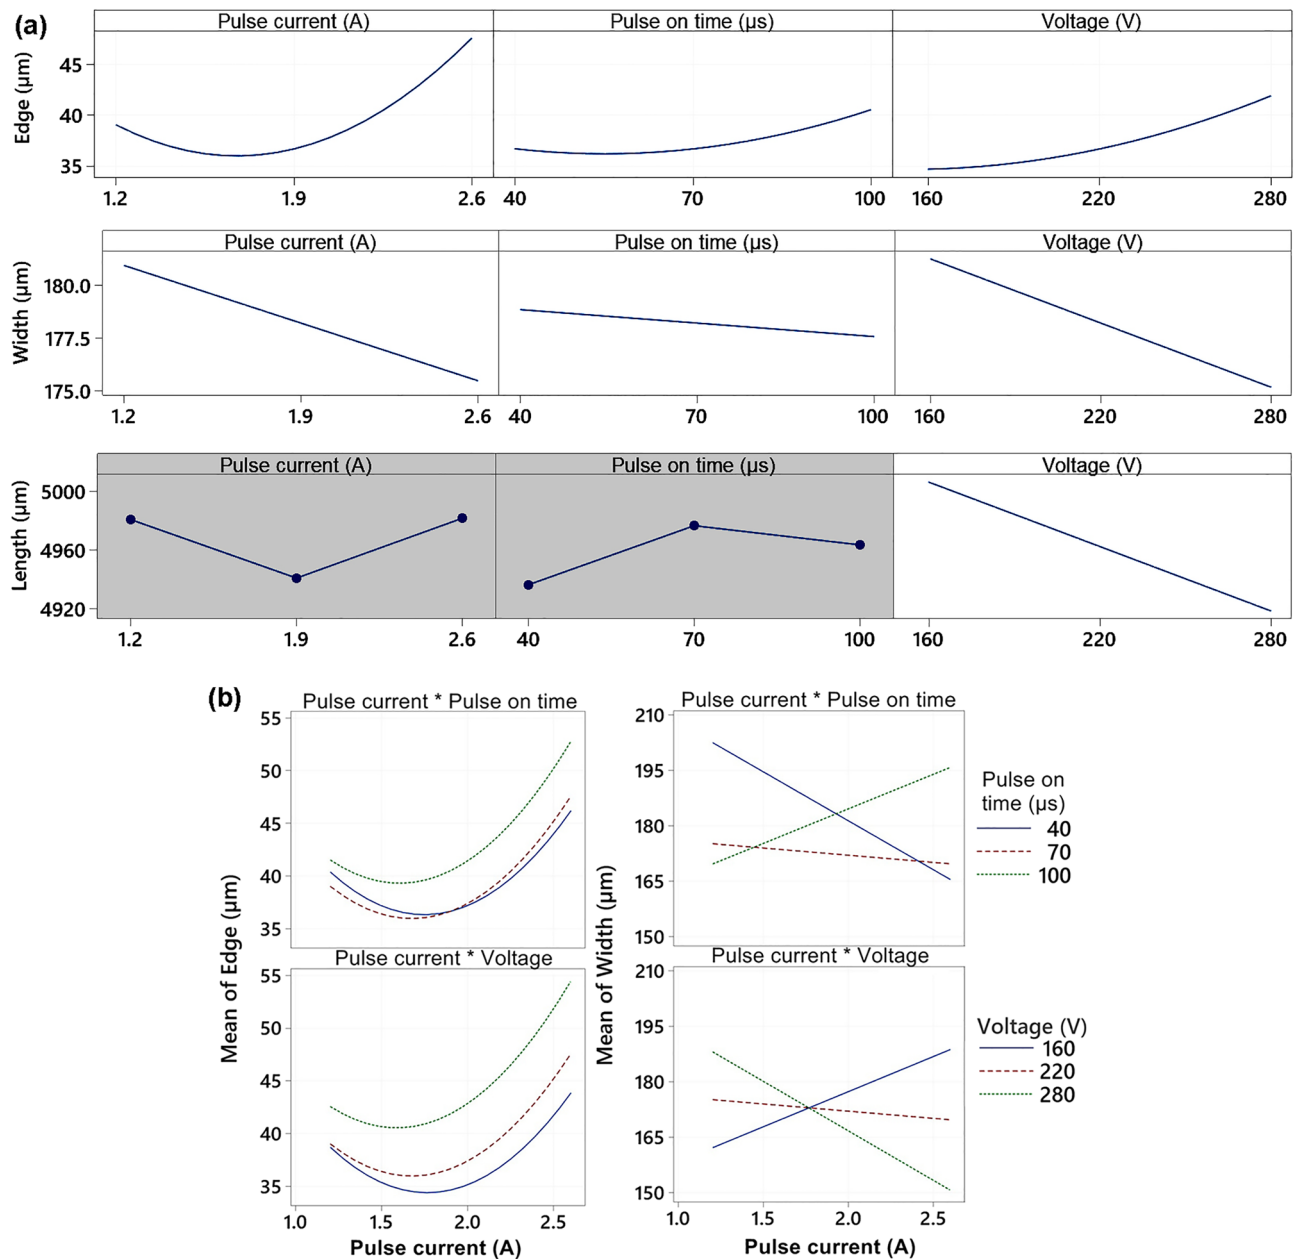 (a)
Pulse current (A) Pulse on time (µs) Voltage (V)
Edge (µm)
45
40
35
1.2 1.9 2.6 40 70 100 160 220 280
Pulse current (A) Pulse on time (µs) Voltage (V)
Width (µm)
180.0
177.5
175.0
1.2 1.9 2.6 40 70 100 160 220 280
Pulse current (A) Pulse on time (µs) Voltage (V)
Length (µm)
5000
4960
4920
1.2 1.9 2.6 40 70 100 160 220 280
(b)
Pulse current * Pulse on time
55
50
45
40
35
Pulse current * Voltage
55
50
45
40
35
1.0 1.5 2.0 2.5
Pulse current (A)
Mean of Edge (µm)
Pulse current * Pulse on time
210
195
180
165
150
Pulse current * Voltage
210
195
180
165
150
1.0 1.5 2.0 2.5
Pulse current (A)
Mean of Width (µm)
Pulse on
time (µs)
40
70
100
Voltage (V)
160
220
280